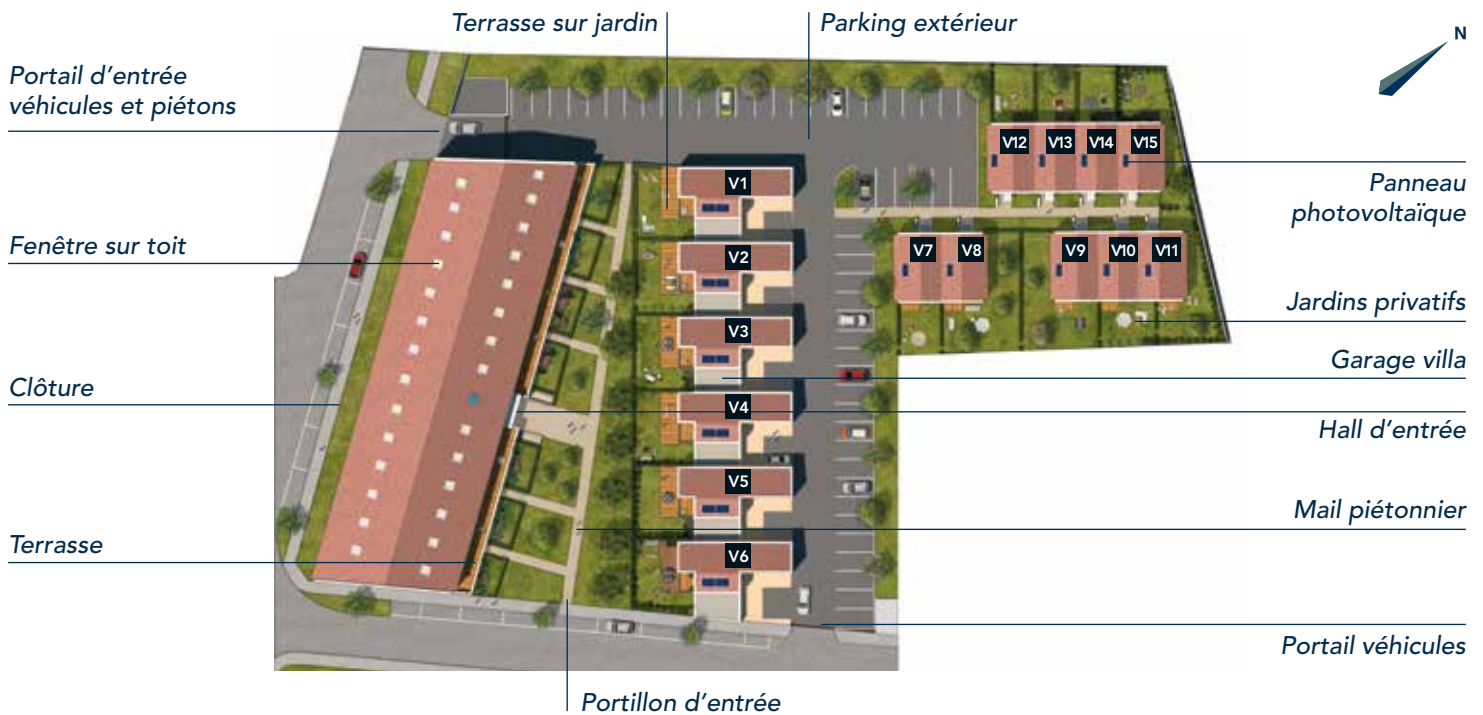 Terrasse sur jardin
Parking extérieur
N
Portail d'entrée
véhicules et piétons
V12
V13
V14
V15
V1
Panneau
photovoltaïque
Fenêtre sur toit
V2
V7
V8
V9
V10
V11
Jardins privatifs
V3
Garage villa
Clôture
V4
Hall d'entrée
V5
Mail piétonnier
Terrasse
V6
Portail véhicules
Portillon d'entrée